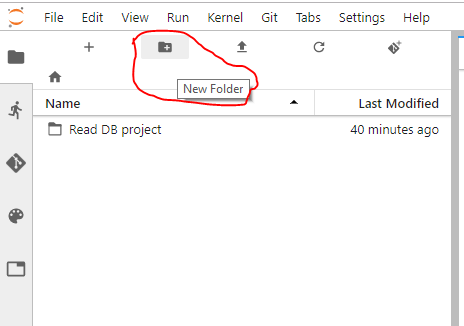 File Edit View Run Kernel Git Tabs Settings Help
New Folder
Name Last Modified
Read DB project 40 minutes ago